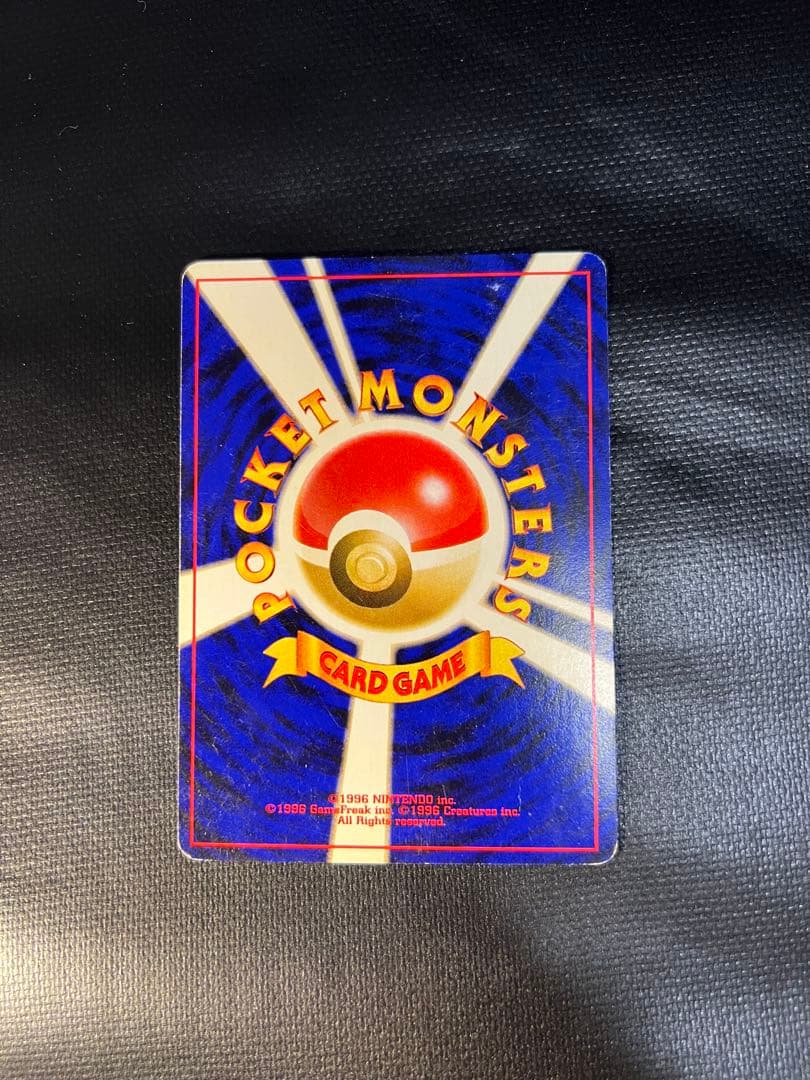 POCKET MONSTERS
CARD GAME
©1996 NINTENDO inc.
©1996 GameFreak inc. ©1996 Creatures inc.
All Rights reserved.